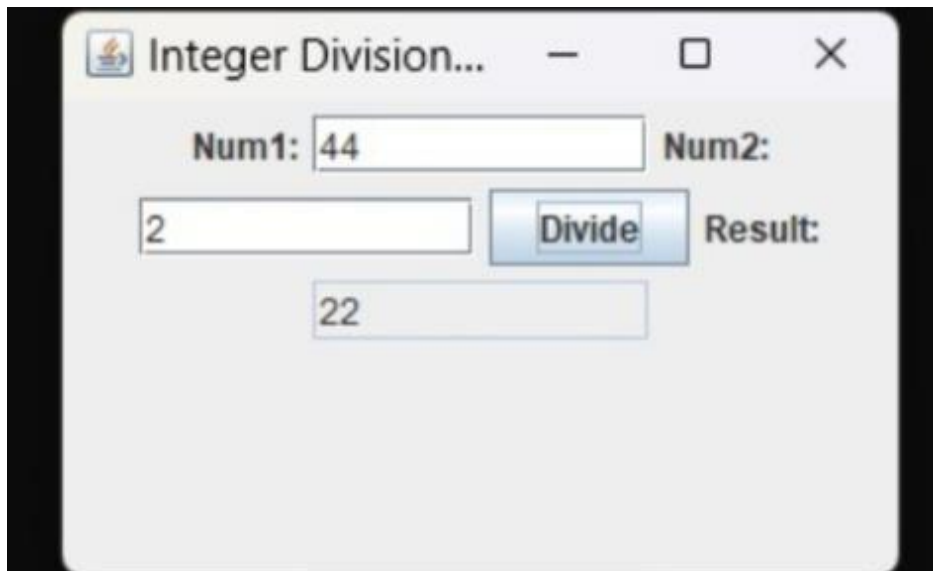 Integer Division...
Num1: 44 Num2:
2 Divide Result:
22